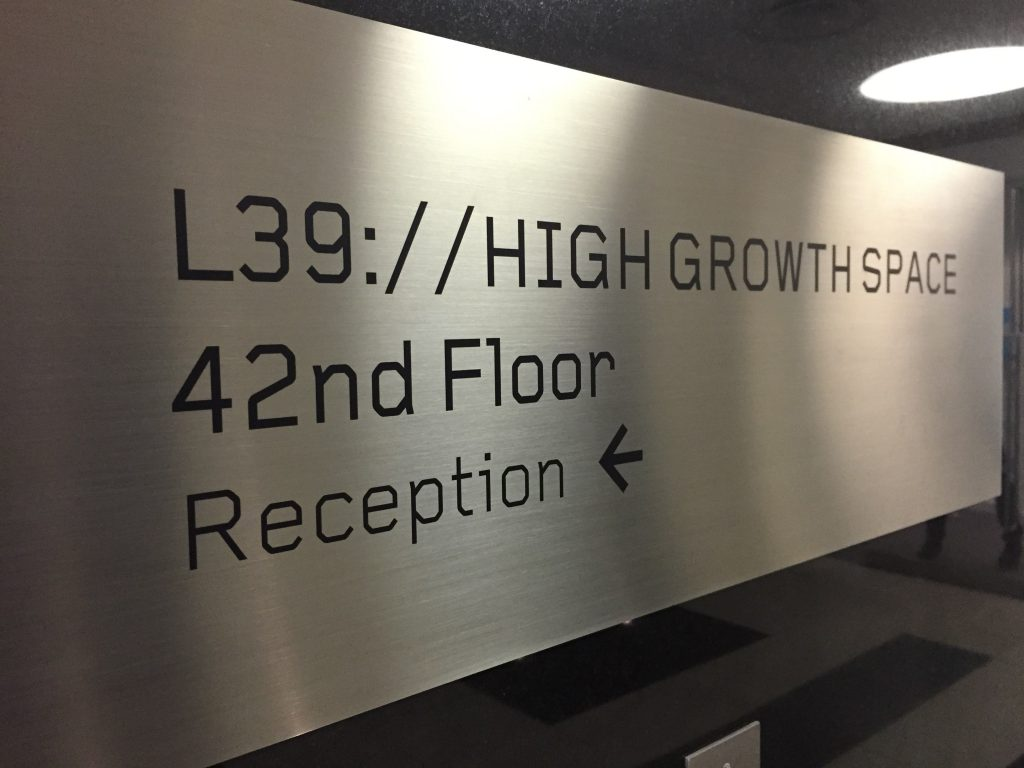 L39://HIGH GROWTH SPACE
42nd Floor
Reception ←